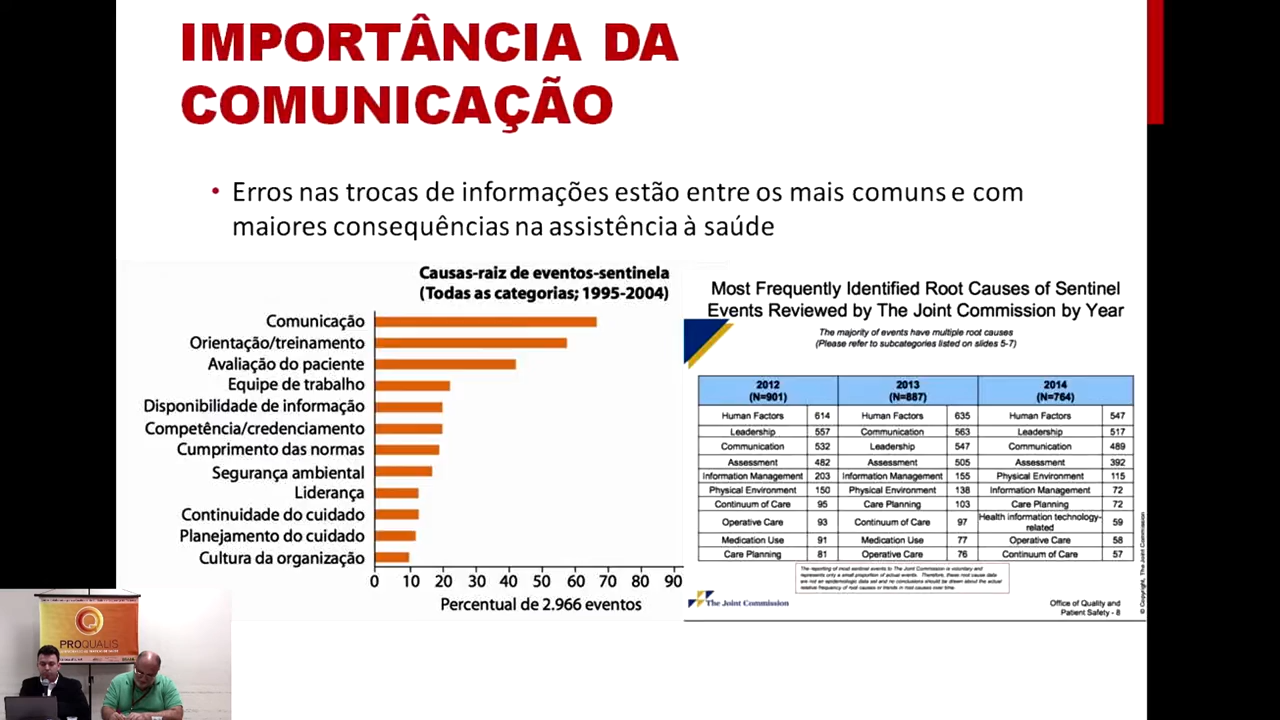 IMPORTÂNCIA DA
COMUNICAÇÃO
• Erros nas trocas de informações estão entre os mais comuns e com
maiores consequências na assistência à saúde
Causas-raiz de eventos-sentinela
(Todas as categorias; 1995-2004)
Comunicação
Orientação/treinamento
Avaliação do paciente
Equipe de trabalho
Disponibilidade de informação
Competência/credenciamento
Cumprimento das normas
Segurança ambiental
Liderança
Continuidade do cuidado
Planejamento do cuidado
Cultura da organização
0 10 20 30 40 50 60 70 80 90
Percentual de 2.966 eventos
Most Frequently Identified Root Causes of Sentinel
Events Reviewed by The Joint Commission by Year
The majority of events have multiple root causes
(Please refer to subcategories listed on slides 5-7)
2012 2013 2014
(N=901) (N=887) (N=764)
Human Factors 614 Human Factors 635 Human Factors 547
Leadership 557 Communication 563 Leadership 517
Communication 532 Leadership 547 Communication 489
Assessment 482 Assessment 505 Assessment 392
Information Management 203 Information Management 155 Physical Environment 115
Physical Environment 150 Physical Environment 138 Information Management 72
Continuum of Care 95 Care Planning 103 Care Planning 72
Operative Care 93 Continuum of Care 97 Health information technology-related 59
Medication Use 91 Medication Use 77 Operative Care 58
Care Planning 81 Operative Care 76 Continuum of Care 57
The reporting of most sentinel events to The Joint Commission is voluntary and
represents only a small proportion of actual events. Therefore, these root cause data
are not an epidemiologic data set and no conclusions should be drawn about the actual
relative frequency of root causes or trends in root causes over time.
The Joint Commission
Office of Quality and
Patient Safety - 8
© Copyright, The Joint Commission
PROQUALIS